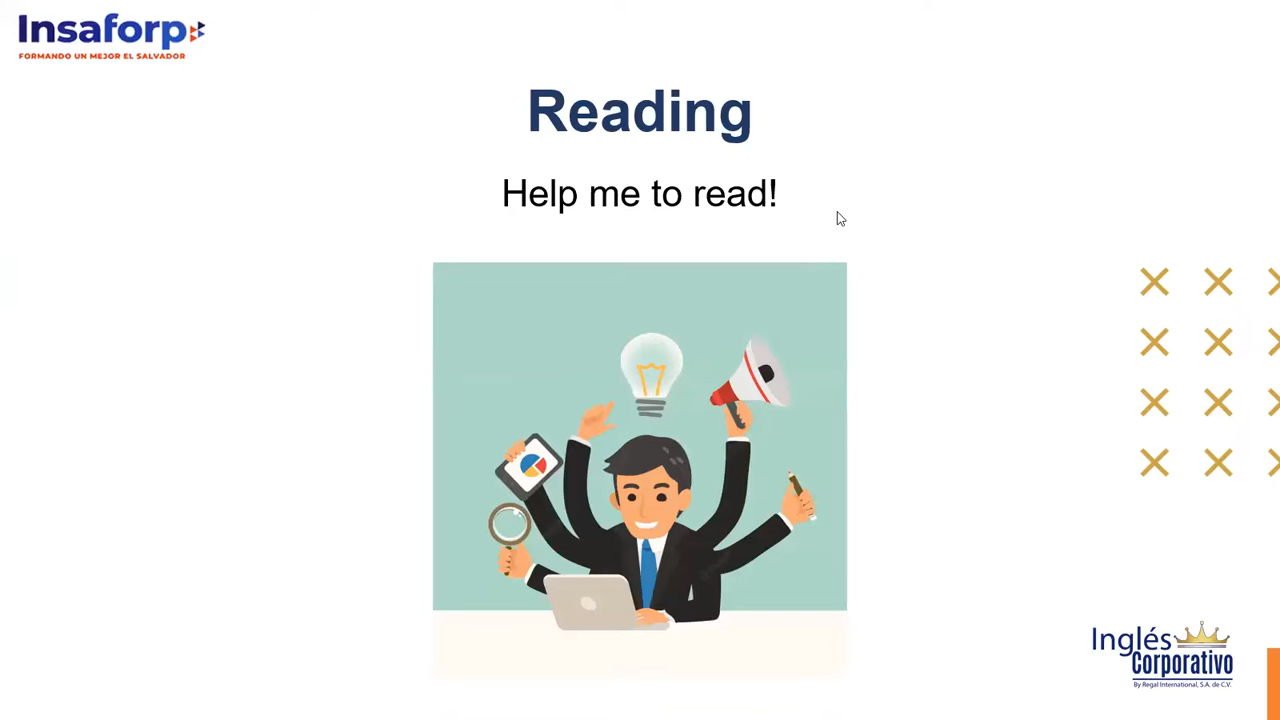 Insaforp
FORMANDO UN MEJOR EL SALVADOR
Reading
Help me to read!
Inglés
Corporativo
By Regal International, S.A. de C.V.